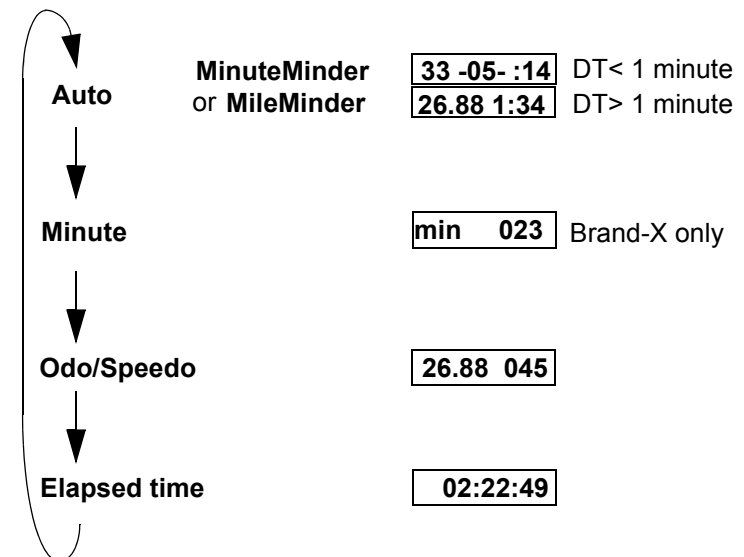 MinuteMinder 33 -05- :14 DT< 1 minute
Auto or MileMinder 26.88 1:34 DT> 1 minute
Minute min 023 Brand-X only
Odo/Speedo 26.88 045
Elapsed time 02:22:49